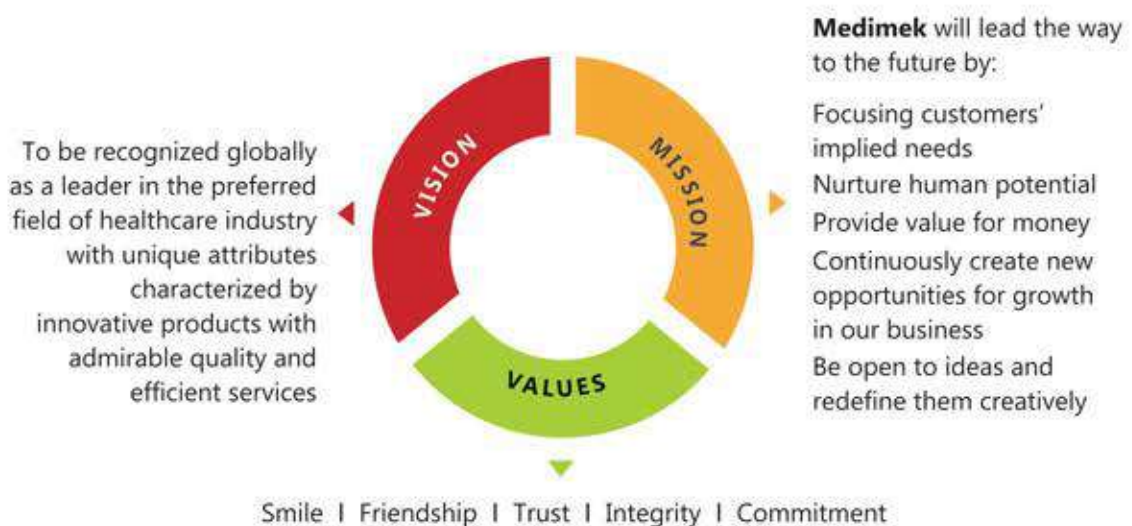 VISION
To be recognized globally
as a leader in the preferred
field of healthcare industry
with unique attributes
characterized by
innovative products with
admirable quality and
efficient services
MISSION
Medimek will lead the way
to the future by:
Focusing customers'
implied needs
Nurture human potential
Provide value for money
Continuously create new
opportunities for growth
in our business
Be open to ideas and
redefine them creatively
VALUES
Smile I Friendship I Trust I Integrity I Commitment